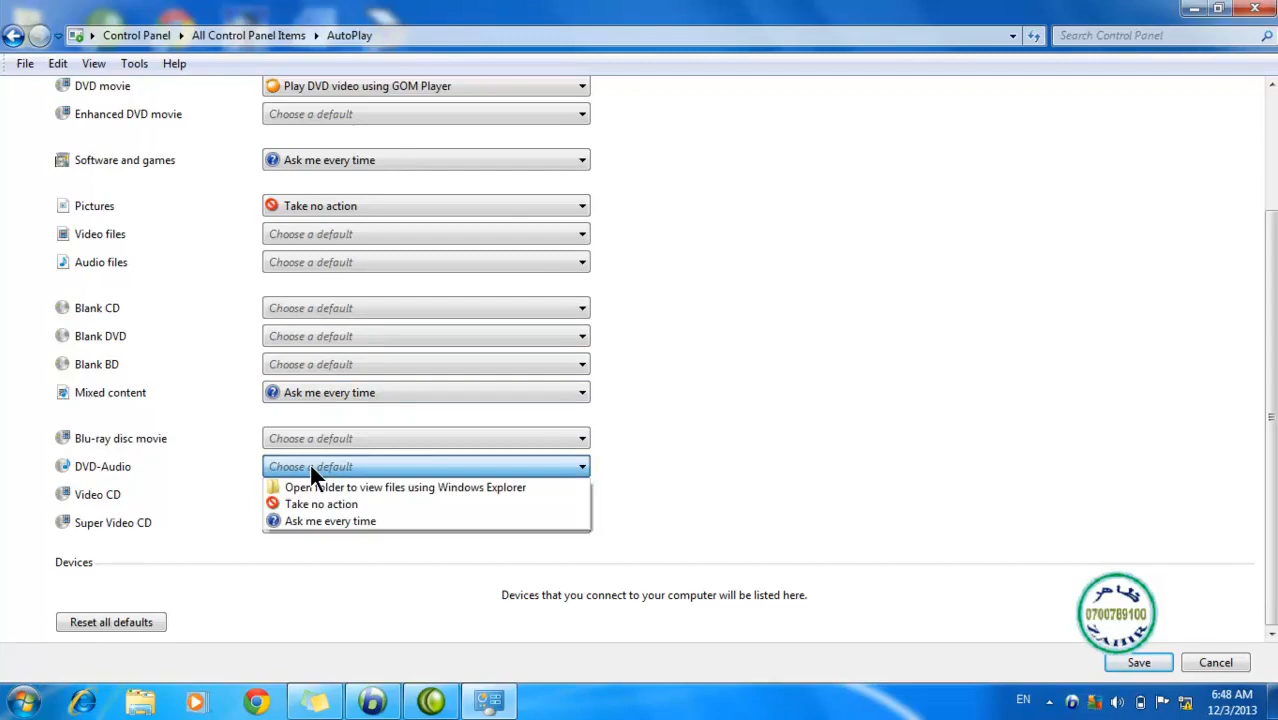 Control Panel All Control Panel Items AutoPlay Search Control Panel
File Edit View Tools Help
DVD movie Play DVD video using GOM Player
Enhanced DVD movie Choose a default
Software and games Ask me every time
Pictures Take no action
Video files Choose a default
Audio files Choose a default
Blank CD Choose a default
Blank DVD Choose a default
Blank BD Choose a default
Mixed content Ask me every time
Blu-ray disc movie Choose a default
DVD-Audio Choose a default
Open folder to view files using Windows Explorer
Video CD
Take no action
Super Video CD Ask me every time
Devices
Devices that you connect to your computer will be listed here.
0700789100
ZAHIR
Reset all defaults
Save Cancel
EN 6:48 AM
12/3/2013